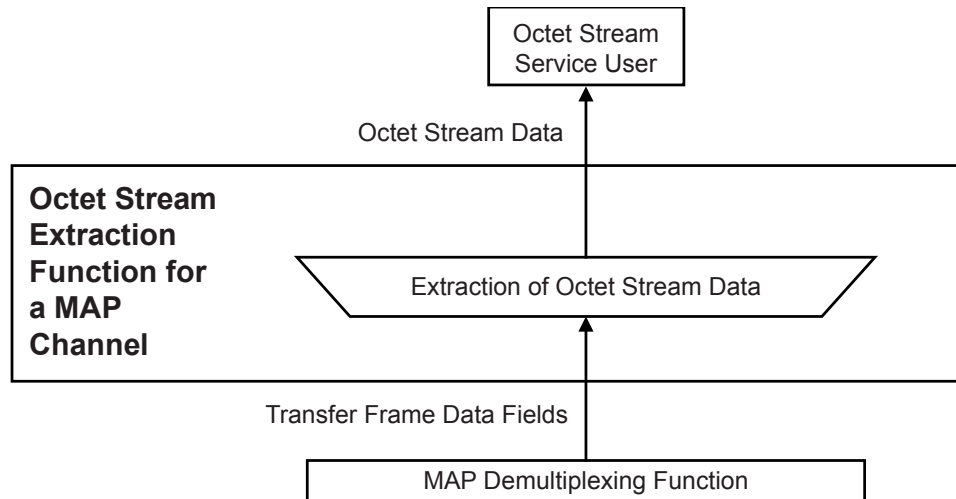 Octet Stream
Service User
Octet Stream Data
Octet Stream
Extraction
Function for
a MAP
Channel
Extraction of Octet Stream Data
Transfer Frame Data Fields
MAP Demultiplexing Function